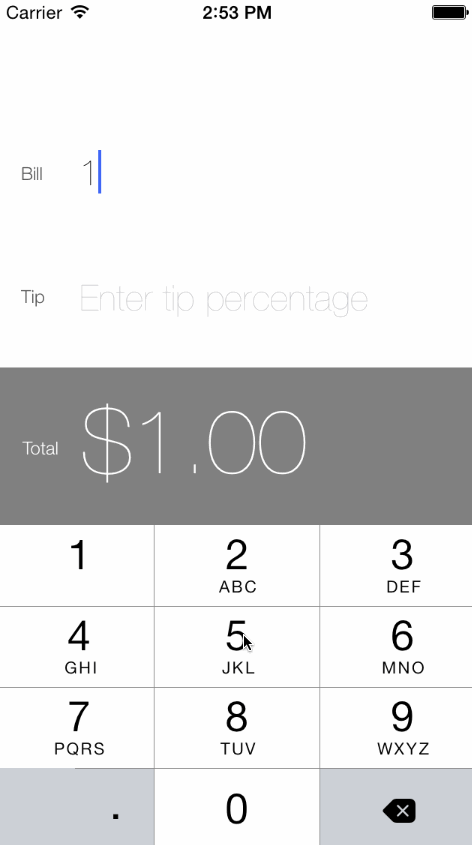 Carrier 2:53 PM
Bill 1
Tip Enter tip percentage
Total $1.00
1 2 3
ABC DEF
4 5 6
GHI JKL MNO
7 8 9
PQRS TUV WXYZ
. 0